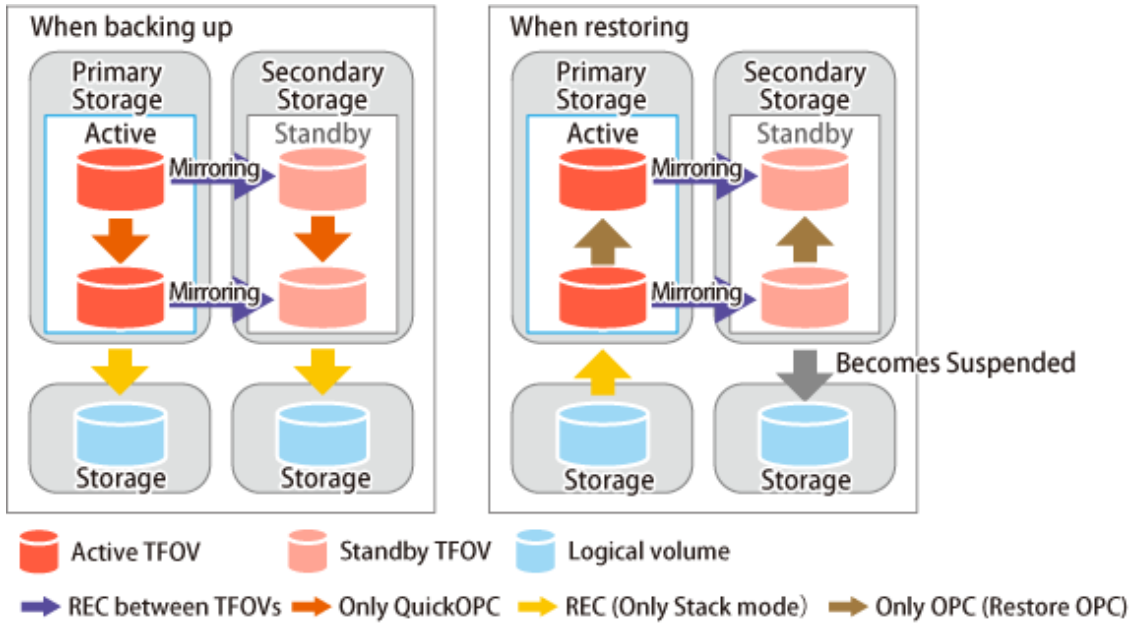 When backing up
Primary
Storage
Active
Secondary
Storage
Standby
Mirroring
Mirroring
Storage
Storage
When restoring
Primary
Storage
Active
Secondary
Storage
Standby
Mirroring
Mirroring
Becomes Suspended
Storage
Storage
Active TFOV
Standby TFOV
Logical volume
REC between TFOVs
Only QuickOPC
REC (Only Stack mode)
Only OPC (Restore OPC)